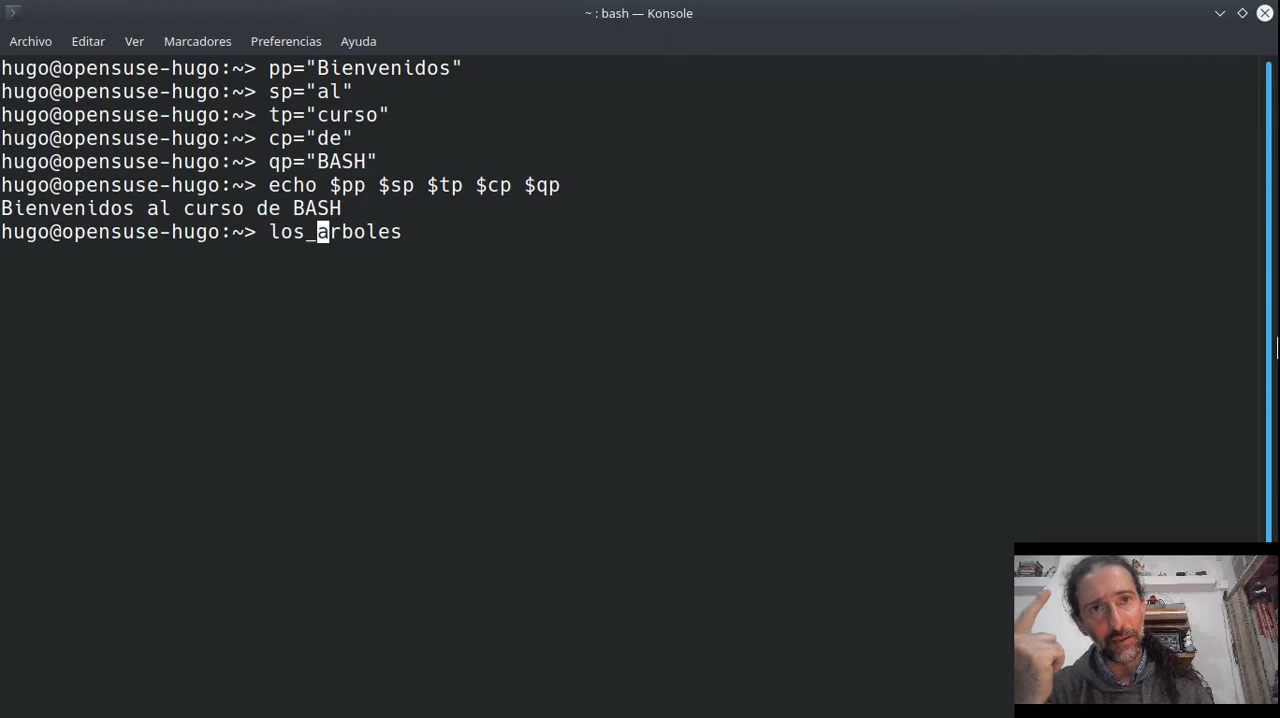 ~ : bash — Konsole
Archivo Editar Ver Marcadores Preferencias Ayuda
hugo@opensuse-hugo:~> pp="Bienvenidos"
hugo@opensuse-hugo:~> sp="al"
hugo@opensuse-hugo:~> tp="curso"
hugo@opensuse-hugo:~> cp="de"
hugo@opensuse-hugo:~> qp="BASH"
hugo@opensuse-hugo:~> echo $pp $sp $tp $cp $qp
Bienvenidos al curso de BASH
hugo@opensuse-hugo:~> los_arboles